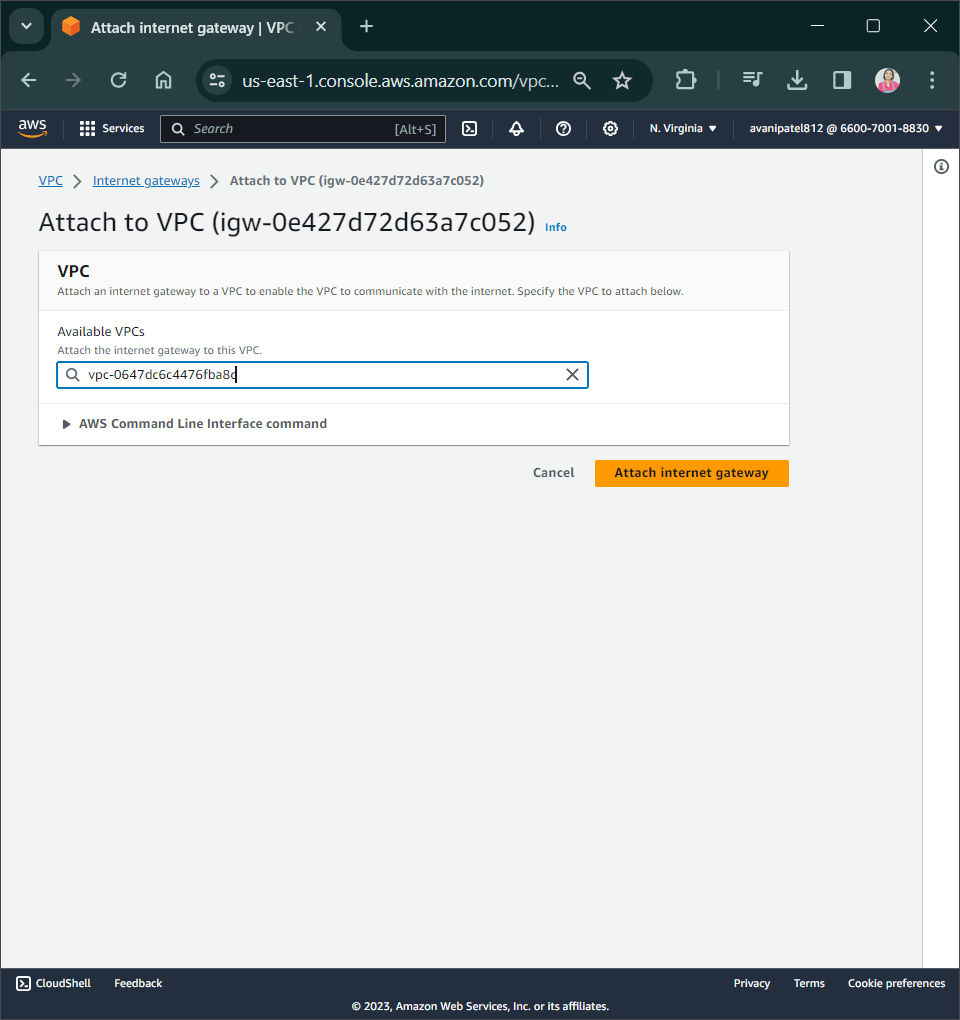 Attach internet gateway | VPC
us-east-1.console.aws.amazon.com/vpc...
aws
Services
Search
[Alt+S]
N. Virginia
avanipatel812 @ 6600-7001-8830
VPC > Internet gateways > Attach to VPC (igw-0e427d72d63a7c052)
Attach to VPC (igw-0e427d72d63a7c052) Info
VPC
Attach an internet gateway to a VPC to enable the VPC to communicate with the internet. Specify the VPC to attach below.
Available VPCs
Attach the internet gateway to this VPC.
vpc-0647dc6c4476fba8c
AWS Command Line Interface command
Cancel
Attach internet gateway
CloudShell
Feedback
Privacy
Terms
Cookie preferences
© 2023, Amazon Web Services, Inc. or its affiliates.